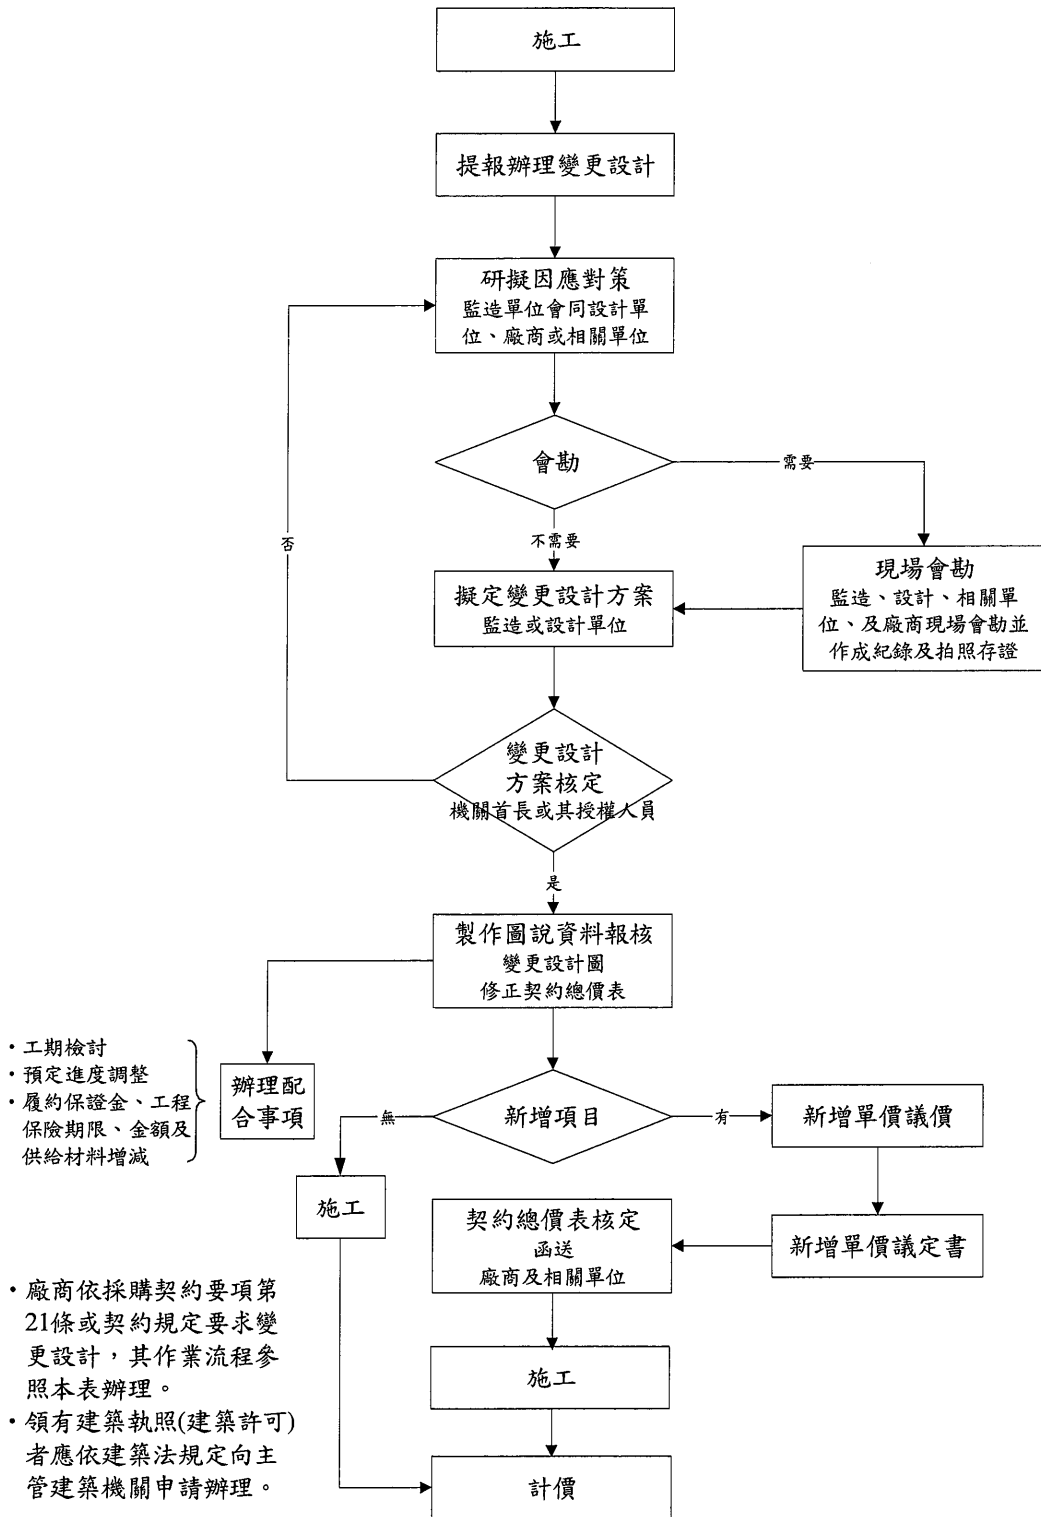 施工
提報辦理變更設計
研擬因應對策
監造單位會同設計單
位、廠商或相關單位
會勘
需要
不需要
否
現場會勘
監造、設計、相關單
位、及廠商現場會勘並
作成紀錄及拍照存證
擬定變更設計方案
監造或設計單位
變更設計
方案核定
機關首長或其授權人員
是
製作圖說資料報核
變更設計圖
修正契約總價表
・工期檢討
・預定進度調整
・履約保證金、工程
保險期限、金額及
供給材料增減
辦理配
合事項
無
新增項目
有
新增單價議價
施工
契約總價表核定
函送
廠商及相關單位
新增單價議定書
・廠商依採購契約要項第
21條或契約規定要求變
更設計，其作業流程參
照本表辦理。
・領有建築執照(建築許可)
者應依建築法規定向主
管建築機關申請辦理。
施工
計價